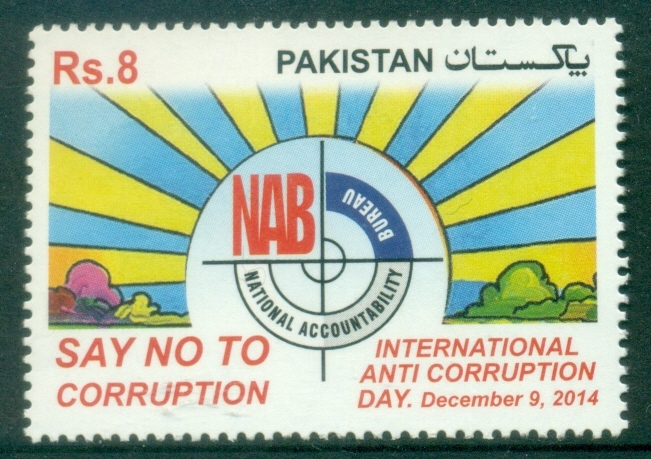 Rs.8
PAKISTAN پاکستان
NAB
BUREAU
NATIONAL ACCOUNTABILITY
SAY NO TO
CORRUPTION
INTERNATIONAL
ANTI CORRUPTION
DAY. December 9, 2014